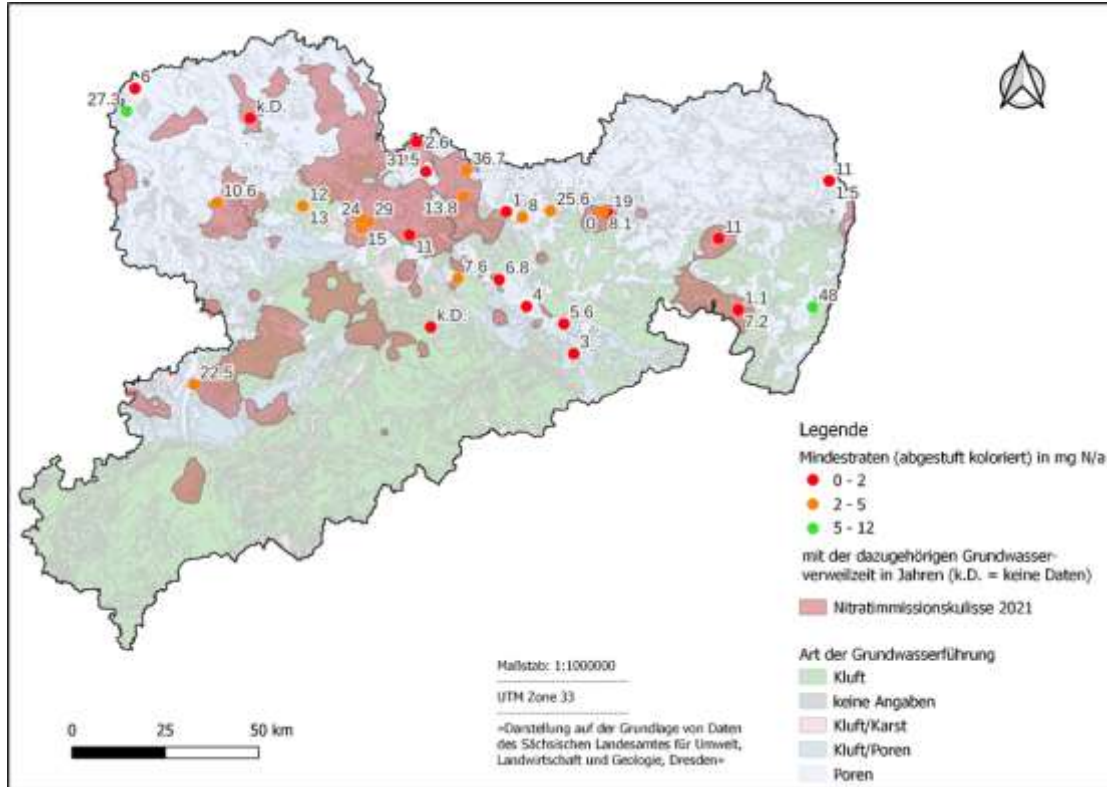 6
27.3
k.D.
2.6
31.5
36.7
11
1.5
10.6
12
13
13.8
1
8
25.6
19
0
8.1
24
29
15
11
11
7.6
6.8
4
5.6
3
1.1
7.2
48
k.D.
22.5
Legende
Mindestraten (abgestuft koloriert) in mg N/a
0 - 2
2 - 5
5 - 12
mit der dazugehörigen Grundwasser-
verweilzeit in Jahren (k.D. = keine Daten)
Nitratimmissionskulisse 2021
Art der Grundwasserführung
Kluft
keine Angaben
Kluft/Karst
Kluft/Poren
Poren
Maßstab: 1:1000000
UTM Zone 33
»Darstellung auf der Grundlage von Daten
des Sächsischen Landesamtes für Umwelt,
Landwirtschaft und Geologie, Dresden«
0 25 50 km